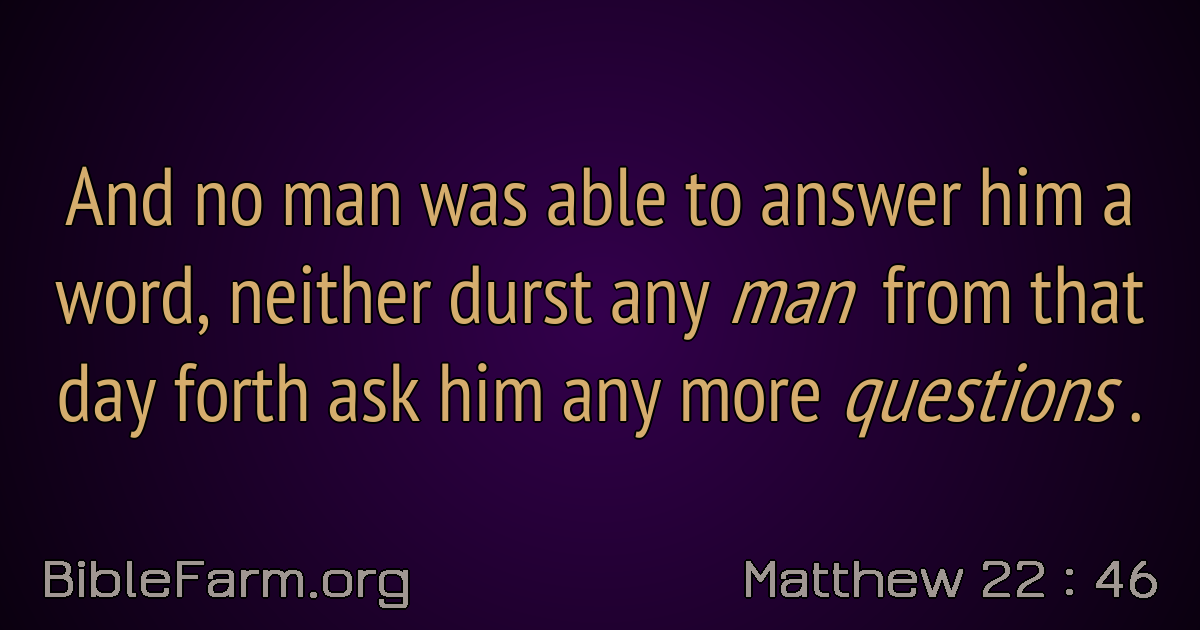 And no man was able to answer him a
word, neither durst any man from that
day forth ask him any more questions .
BibleFarm.org
Matthew 22 : 46